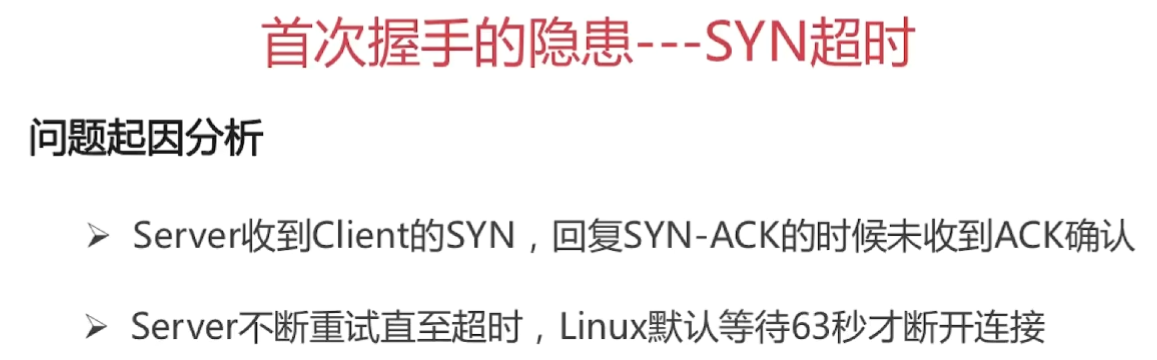 首次握手的隐患---SYN超时
问题起因分析
➢ Server收到Client的SYN，回复SYN-ACK的时候未收到ACK确认
➢ Server不断重试直至超时，Linux默认等待63秒才断开连接